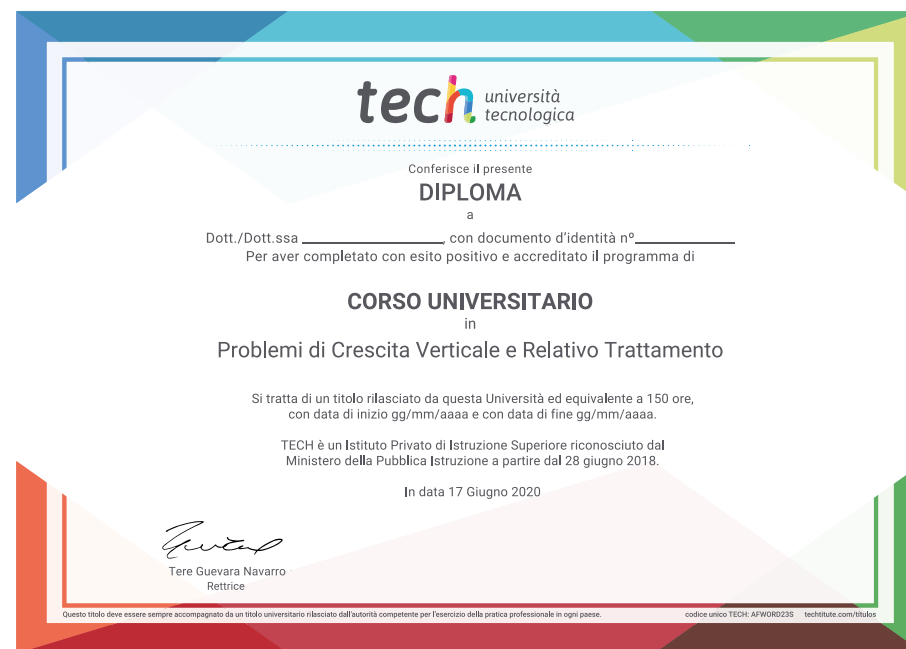 tech università
tecnologica
Conferisce il presente
DIPLOMA
a
Dott./Dott.ssa ____________________, con documento d'identità nº______________
Per aver completato con esito positivo e accreditato il programma di
CORSO UNIVERSITARIO
in
Problemi di Crescita Verticale e Relativo Trattamento
Si tratta di un titolo rilasciato da questa Università ed equivalente a 150 ore,
con data di inizio gg/mm/aaaa e con data di fine gg/mm/aaaa.
TECH è un Istituto Privato di Istruzione Superiore riconosciuto dal
Ministero della Pubblica Istruzione a partire dal 28 giugno 2018.
In data 17 Giugno 2020
Tere Guevara Navarro
Rettrice
Questo titolo deve essere sempre accompagnato da un titolo universitario rilasciato dall'autorità competente per l'esercizio della pratica professionale in ogni paese. codice unico TECH: AFWORD23S techtitute.com/títulos